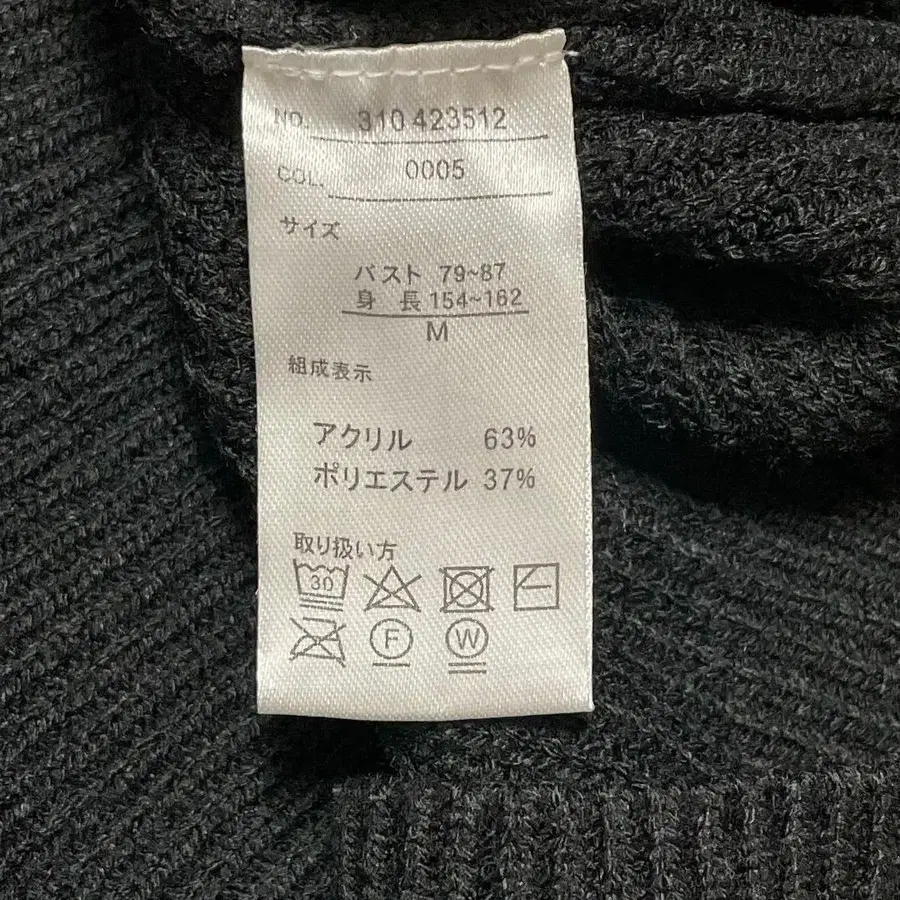 NO. 310 423512
COL. 0005
サイズ
バスト 79~87
身 長 154~162
M
組成表示
アクリル 63%
ポリエステル 37%
取り扱い方
30
F W